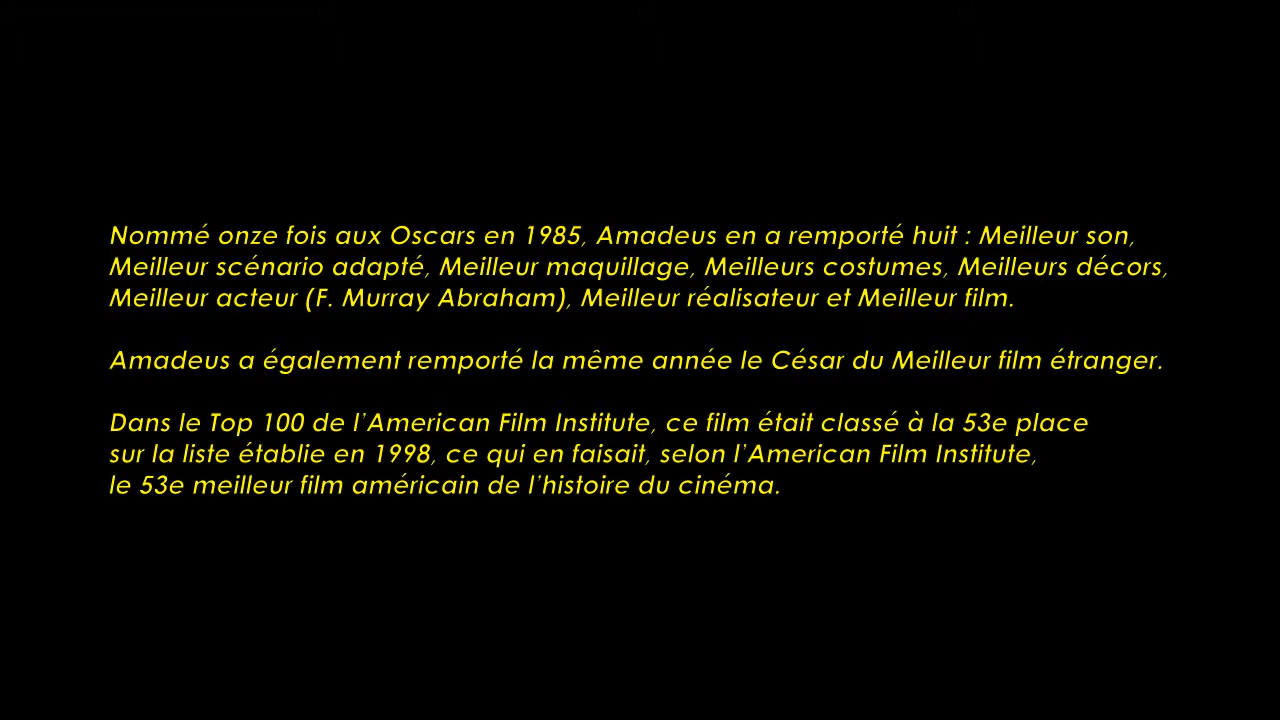 Nommé onze fois aux Oscars en 1985, Amadeus en a remporté huit : Meilleur son,
Meilleur scénario adapté, Meilleur maquillage, Meilleurs costumes, Meilleurs décors,
Meilleur acteur (F. Murray Abraham), Meilleur réalisateur et Meilleur film.
Amadeus a également remporté la même année le César du Meilleur film étranger.
Dans le Top 100 de l'American Film Institute, ce film était classé à la 53e place
sur la liste établie en 1998, ce qui en faisait, selon l'American Film Institute,
le 53e meilleur film américain de l'histoire du cinéma.